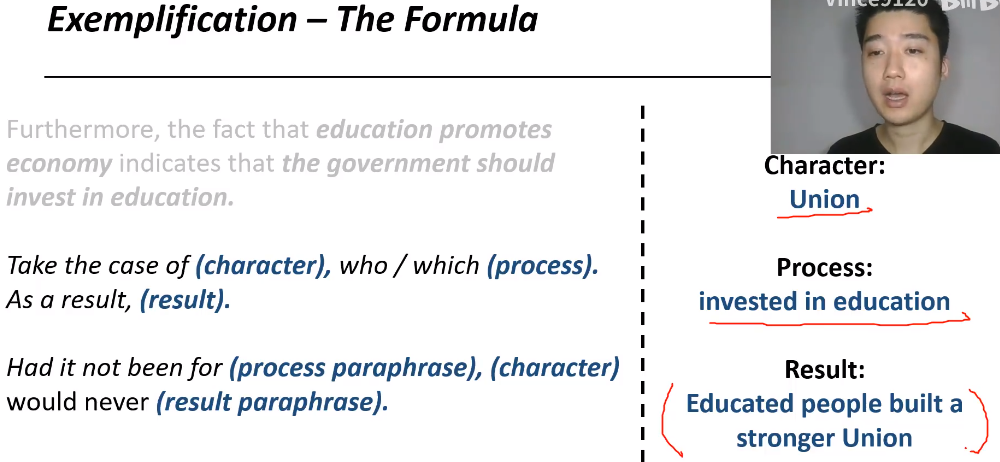 Exemplification – The Formula
vince9120
Furthermore, the fact that education promotes
economy indicates that the government should
invest in education.
Take the case of (character), who / which (process).
As a result, (result).
Had it not been for (process paraphrase), (character)
would never (result paraphrase).
Character:
Union
Process:
invested in education
Result:
Educated people built a
stronger Union